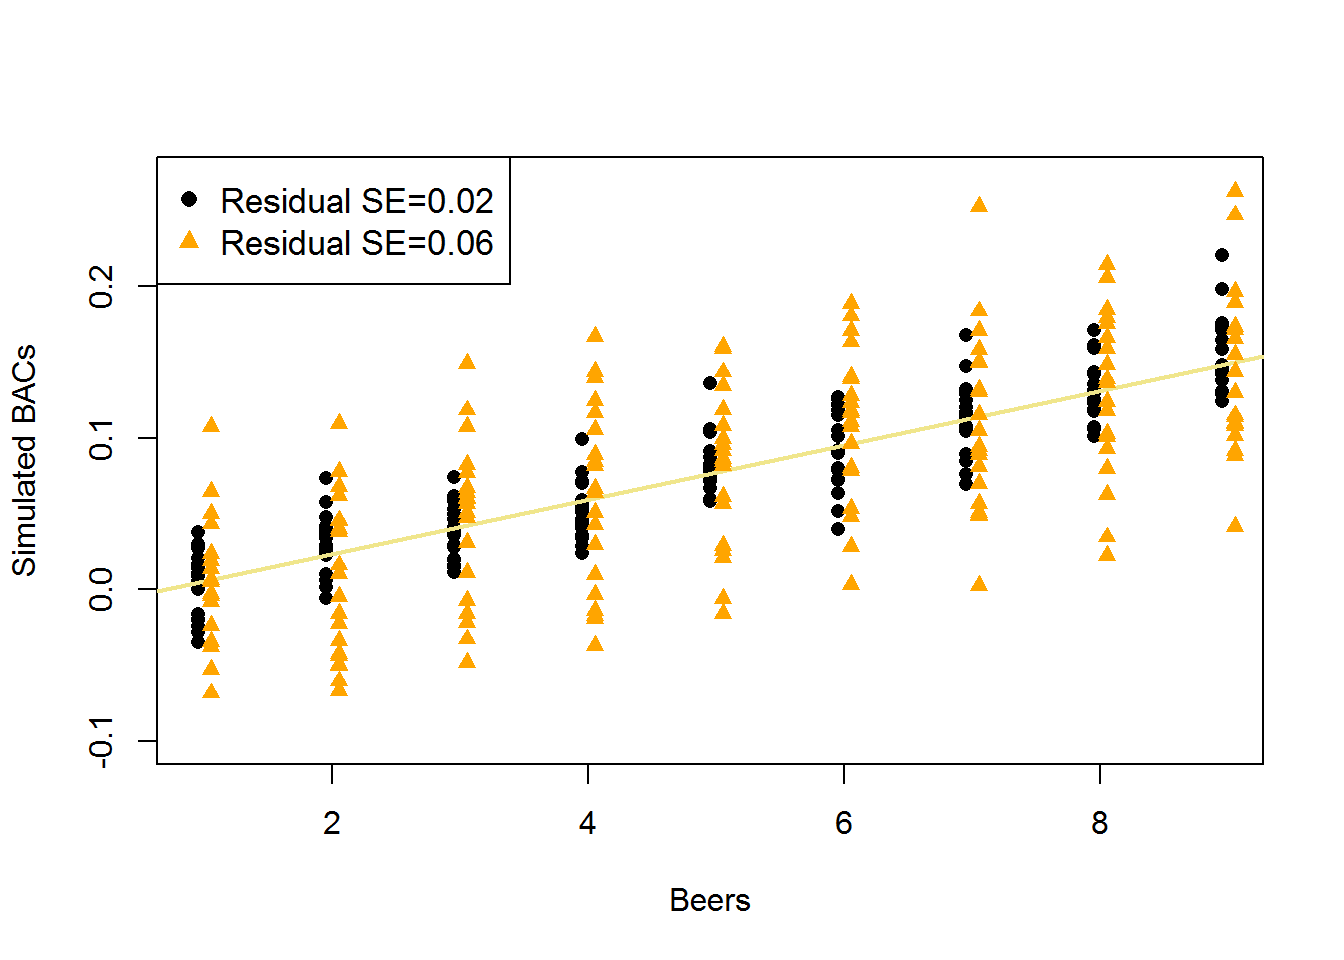 Residual SE=0.02
Residual SE=0.06
Simulated BACs
0.2
0.1
0.0
-0.1
2 4 6 8
Beers